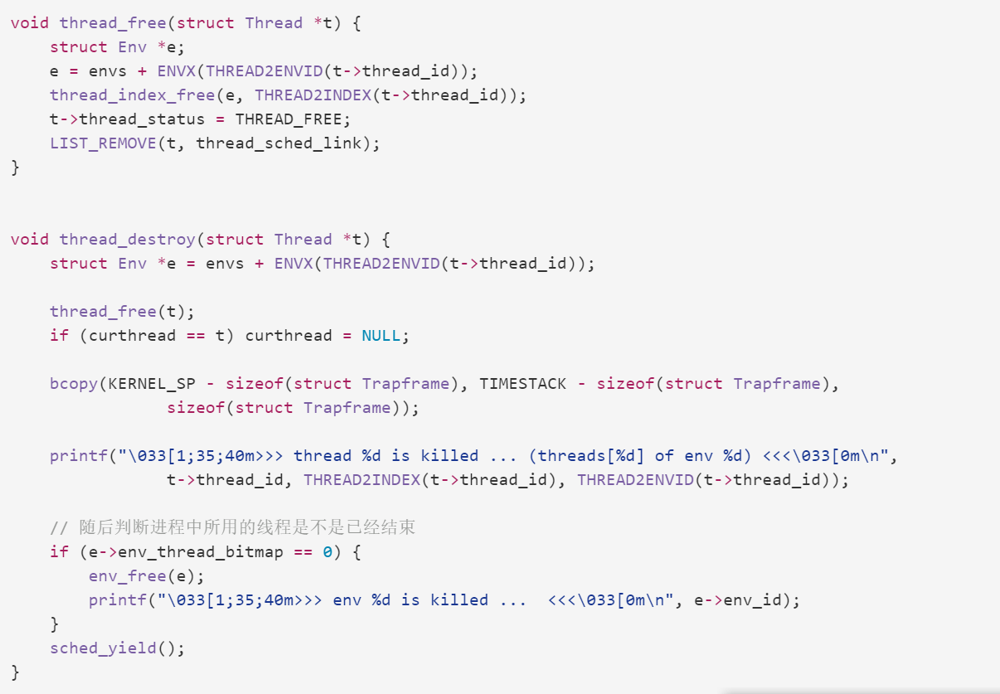 void thread_free(struct Thread *t) {
    struct Env *e;
    e = envs + ENVX(THREAD2ENVID(t->thread_id));
    thread_index_free(e, THREAD2INDEX(t->thread_id));
    t->thread_status = THREAD_FREE;
    LIST_REMOVE(t, thread_sched_link);
}
void thread_destroy(struct Thread *t) {
    struct Env *e = envs + ENVX(THREAD2ENVID(t->thread_id));
    thread_free(t);
    if (curthread == t) curthread = NULL;
    bcopy(KERNEL_SP - sizeof(struct Trapframe), TIMESTACK - sizeof(struct Trapframe),
                sizeof(struct Trapframe));
    printf("\033[1;35;40m>>> thread %d is killed ... (threads[%d] of env %d) <<<\033[0m\n",
                t->thread_id, THREAD2INDEX(t->thread_id), THREAD2ENVID(t->thread_id));
    // 随后判断进程中所用的线程是不是已经结束
    if (e->env_thread_bitmap == 0) {
        env_free(e);
        printf("\033[1;35;40m>>> env %d is killed ...  <<<\033[0m\n", e->env_id);
    }
    sched_yield();
}